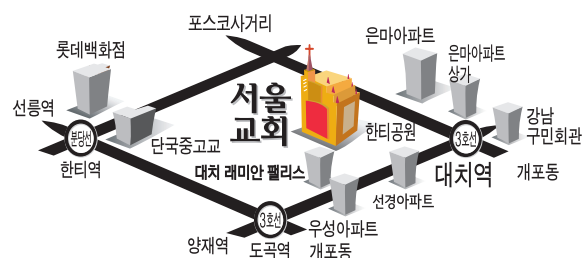 포스코사거리
은마아파트
롯데백화점
은마아파트
상가
선릉역
서울
교회
강남
구민회관
분당선
단국중고교
한티공원
3호선
한티역
대치 래미안 팰리스
대치역
개포동
선경아파트
3호선
우성아파트
양재역
도곡역
개포동